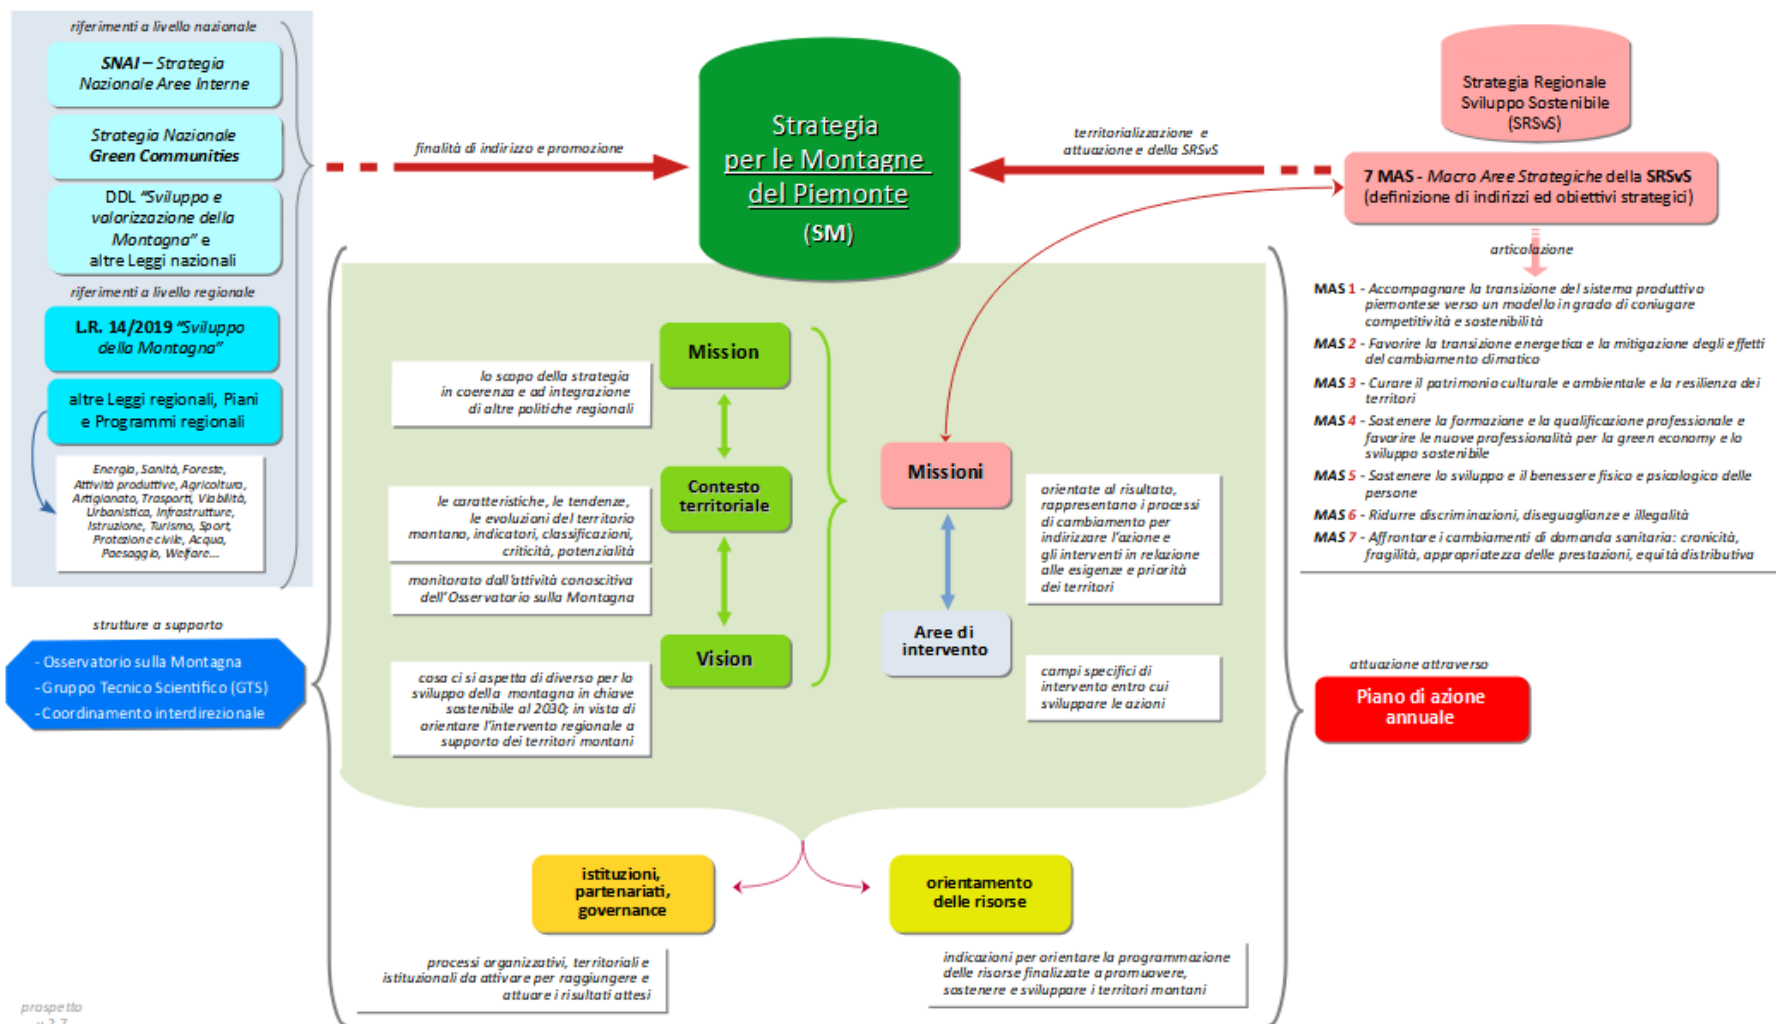 riferimenti a livello nazionale
SNAI – Strategia
Nazionale Aree Interne
Strategia Nazionale
Green Communities
DDL "Sviluppo e
valorizzazione della
Montagna" e
altre Leggi nazionali
riferimenti a livello regionale
L.R. 14/2019 "Sviluppo
della Montagna"
altre Leggi regionali, Piani
e Programmi regionali
Energia, Sanità, Foreste,
Attività produttive, Agricoltura,
Artigianato, Trasporti, Viabilità,
Urbanistica, Infrastrutture,
Istruzione, Turismo, Sport,
Protezione civile, Acqua,
Paesaggio, Welfare...
strutture a supporto
- Osservatorio sulla Montagna
- Gruppo Tecnico Scientifico (GTS)
- Coordinamento interdirezionale
finalità di indirizzo e promozione
Strategia
per le Montagne
del Piemonte
(SM)
territorializzazione e
attuazione e della SRSvS
Strategia Regionale
Sviluppo Sostenibile
(SRSvS)
7 MAS - Macro Aree Strategiche della SRSvS
(definizione di indirizzi ed obiettivi strategici)
articolazione
MAS 1 - Accompagnare la transizione del sistema produttivo
piemontese verso un modello in grado di coniugare
competitività e sostenibilità
MAS 2 - Favorire la transizione energetica e la mitigazione degli effetti
del cambiamento climatico
MAS 3 - Curare il patrimonio culturale e ambientale e la resilienza dei
territori
MAS 4 - Sostenere la formazione e la qualificazione professionale e
favorire le nuove professionalità per la green economy e lo
sviluppo sostenibile
MAS 5 - Sostenere lo sviluppo e il benessere fisico e psicologico delle
persone
MAS 6 - Ridurre discriminazioni, diseguaglianze e illegalità
MAS 7 - Affrontare i cambiamenti di domanda sanitaria: cronicità,
fragilità, appropriatezza delle prestazioni, equità distributiva
Mission
lo scopo della strategia
in coerenza e ad integrazione
di altre politiche regionali
Contesto
territoriale
le caratteristiche, le tendenze,
le evoluzioni del territorio
montano, indicatori, classificazioni,
criticità, potenzialità
monitorato dall'attività conoscitiva
dell'Osservatorio sulla Montagna
Vision
cosa ci si aspetta di diverso per lo
sviluppo della montagna in chiave
sostenibile al 2030; in vista di
orientare l'intervento regionale a
supporto dei territori montani
Missioni
orientate al risultato,
rappresentano i processi
di cambiamento per
indirizzare l'azione e
gli interventi in relazione
alle esigenze e priorità
dei territori
Aree di
intervento
campi specifici di
intervento entro cui
sviluppare le azioni
attuazione attraverso
Piano di azione
annuale
istituzioni,
partenariati,
governance
processi organizzativi, territoriali e
istituzionali da attivare per raggiungere e
attuare i risultati attesi
orientamento
delle risorse
indicazioni per orientare la programmazione
delle risorse finalizzate a promuovere,
sostenere e sviluppare i territori montani
prospetto